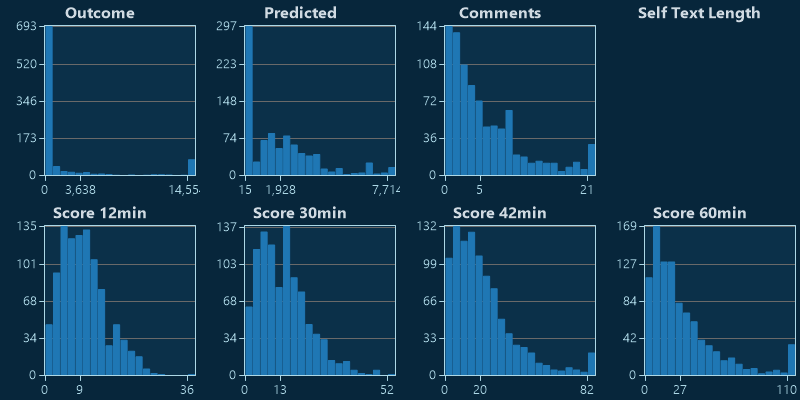 Outcome
693
520
346
173
0
0 3,638 14,554
Predicted
297
223
148
74
0
15 1,928 7,714
Comments
144
108
72
36
0
0 5 21
Self Text Length
Score 12min
135
101
68
34
0
0 9 36
Score 30min
137
103
68
34
0
0 13 52
Score 42min
132
99
66
33
0
0 20 82
Score 60min
169
127
84
42
0
0 27 110